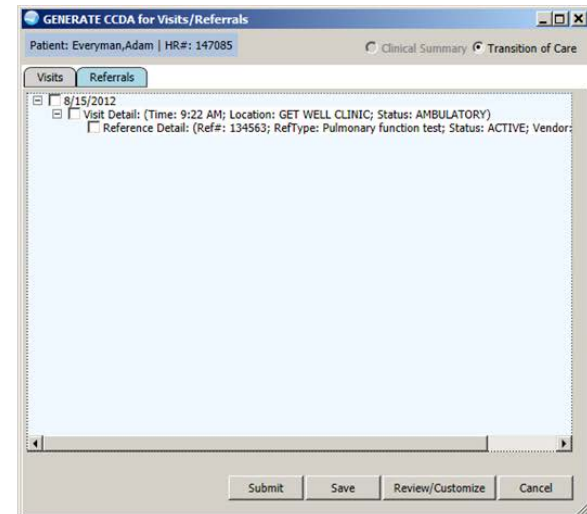 GENERATE CCDA for Visits/Referrals
Patient: Everyman,Adam | HR#: 147085 Clinical Summary Transition of Care
Visits Referrals
8/15/2012
Visit Detail: (Time: 9:22 AM; Location: GET WELL CLINIC; Status: AMBULATORY)
Reference Detail: (Ref#: 134563; RefType: Pulmonary function test; Status: ACTIVE; Vendor:
Submit Save Review/Customize Cancel